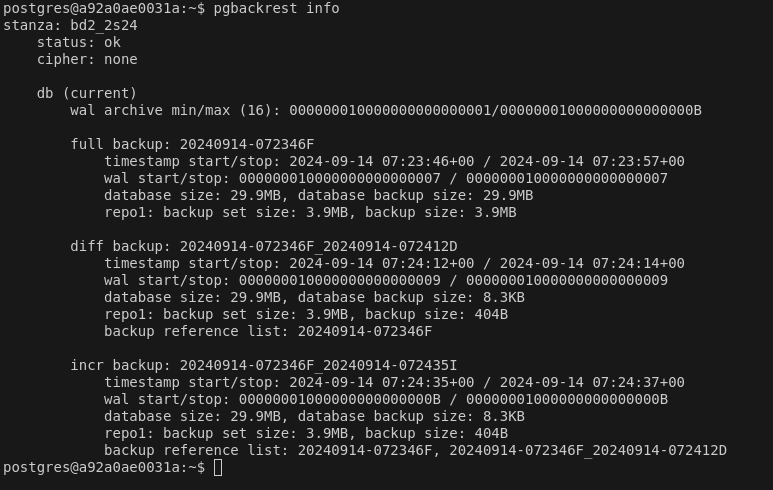 postgres@a92a0ae0031a:~$ pgbackrest info
stanza: bd2_2s24
    status: ok
    cipher: none

    db (current)
        wal archive min/max (16): 000000010000000000000001/00000001000000000000000B

        full backup: 20240914-072346F
            timestamp start/stop: 2024-09-14 07:23:46+00 / 2024-09-14 07:23:57+00
            wal start/stop: 000000010000000000000007 / 000000010000000000000007
            database size: 29.9MB, database backup size: 29.9MB
            repo1: backup set size: 3.9MB, backup size: 3.9MB

        diff backup: 20240914-072346F_20240914-072412D
            timestamp start/stop: 2024-09-14 07:24:12+00 / 2024-09-14 07:24:14+00
            wal start/stop: 000000010000000000000009 / 000000010000000000000009
            database size: 29.9MB, database backup size: 8.3KB
            repo1: backup set size: 3.9MB, backup size: 404B
            backup reference list: 20240914-072346F

        incr backup: 20240914-072346F_20240914-072435I
            timestamp start/stop: 2024-09-14 07:24:35+00 / 2024-09-14 07:24:37+00
            wal start/stop: 00000001000000000000000B / 00000001000000000000000B
            database size: 29.9MB, database backup size: 8.3KB
            repo1: backup set size: 3.9MB, backup size: 404B
            backup reference list: 20240914-072346F, 20240914-072346F_20240914-072412D
postgres@a92a0ae0031a:~$